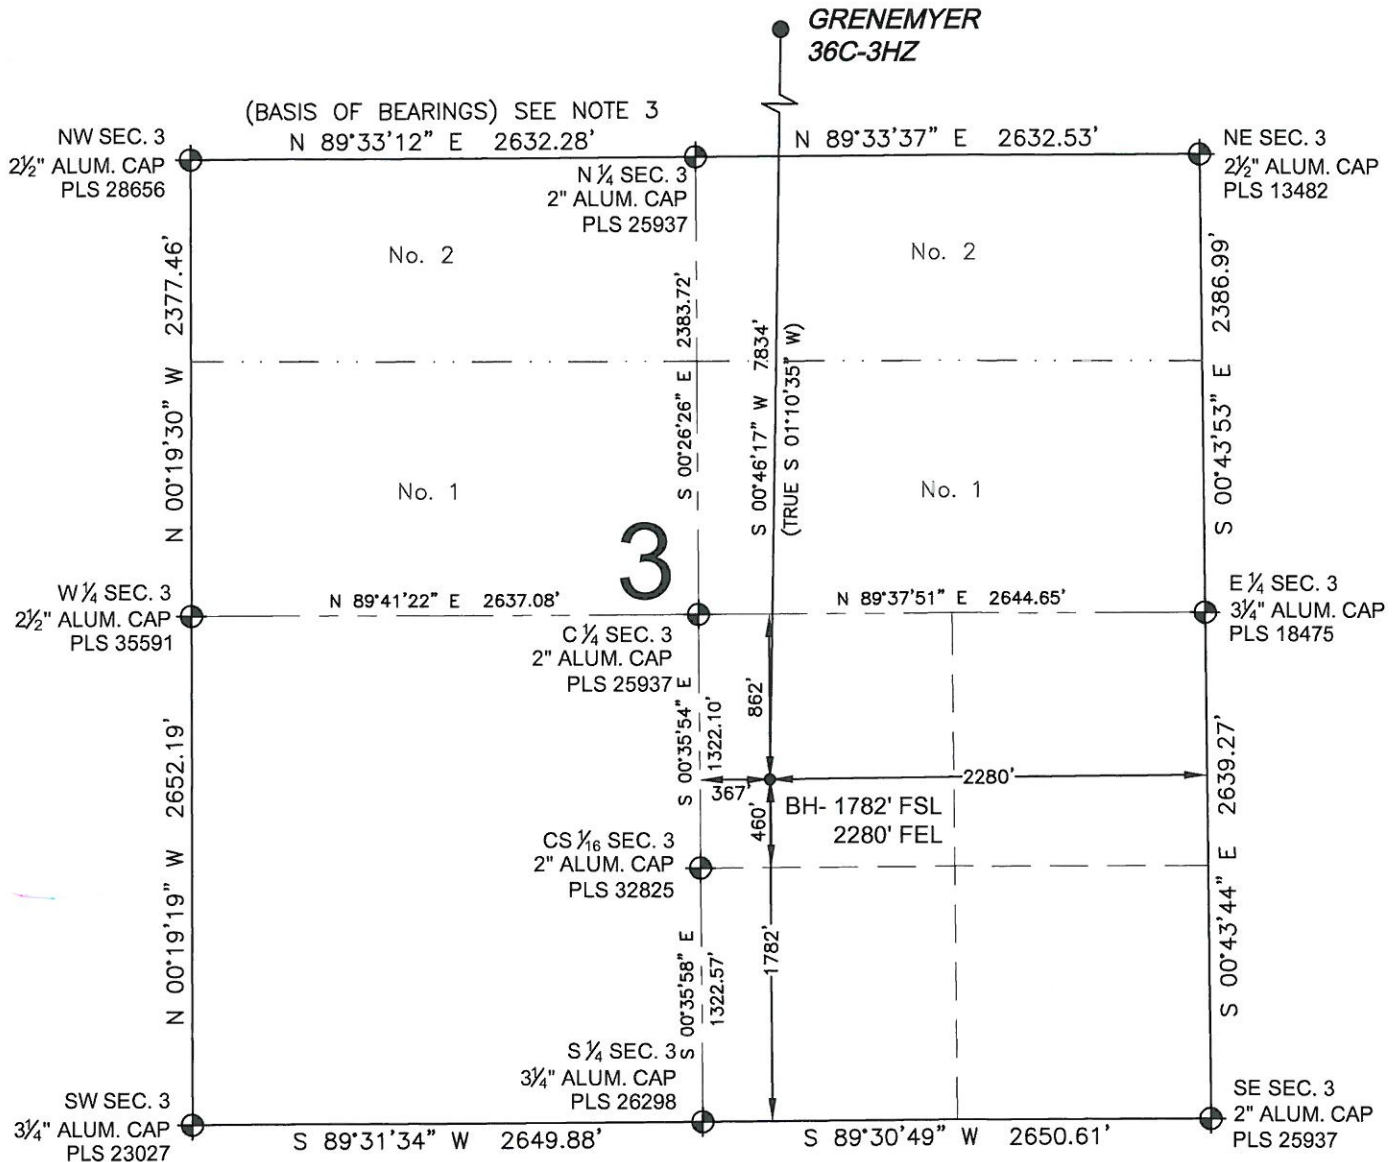 GRENEMYER
36C-3HZ
(BASIS OF BEARINGS) SEE NOTE 3
N 89°33'12" E 2632.28'
N 89°33'37" E 2632.53'
NW SEC. 3
2½" ALUM. CAP
PLS 28656
N ¼ SEC. 3
2" ALUM. CAP
PLS 25937
NE SEC. 3
2½" ALUM. CAP
PLS 13482
No. 2
No. 2
N 00°19'30" W 2377.46'
S 00°26'26" E 2383.72'
S 00°46'17" W 7834'
(TRUE S 01°10'35" W)
S 00°43'53" E 2386.99'
No. 1
No. 1
3
W ¼ SEC. 3
2½" ALUM. CAP
PLS 35591
N 89°41'22" E 2637.08'
N 89°37'51" E 2644.65'
E ¼ SEC. 3
3¼" ALUM. CAP
PLS 18475
C ¼ SEC. 3
2" ALUM. CAP
PLS 25937
N 00°19'19" W 2652.19'
S 00°35'54" E
1322.10'
862'
367'
2280'
460'
BH- 1782' FSL
2280' FEL
S 00°43'44" E 2639.27'
CS 1⁄16 SEC. 3
2" ALUM. CAP
PLS 32825
S 00°35'58" E
1322.57'
1782'
S ¼ SEC. 3
3¼" ALUM. CAP
PLS 26298
SW SEC. 3
3¼" ALUM. CAP
PLS 23027
S 89°31'34" W 2649.88'
S 89°30'49" W 2650.61'
SE SEC. 3
2" ALUM. CAP
PLS 25937